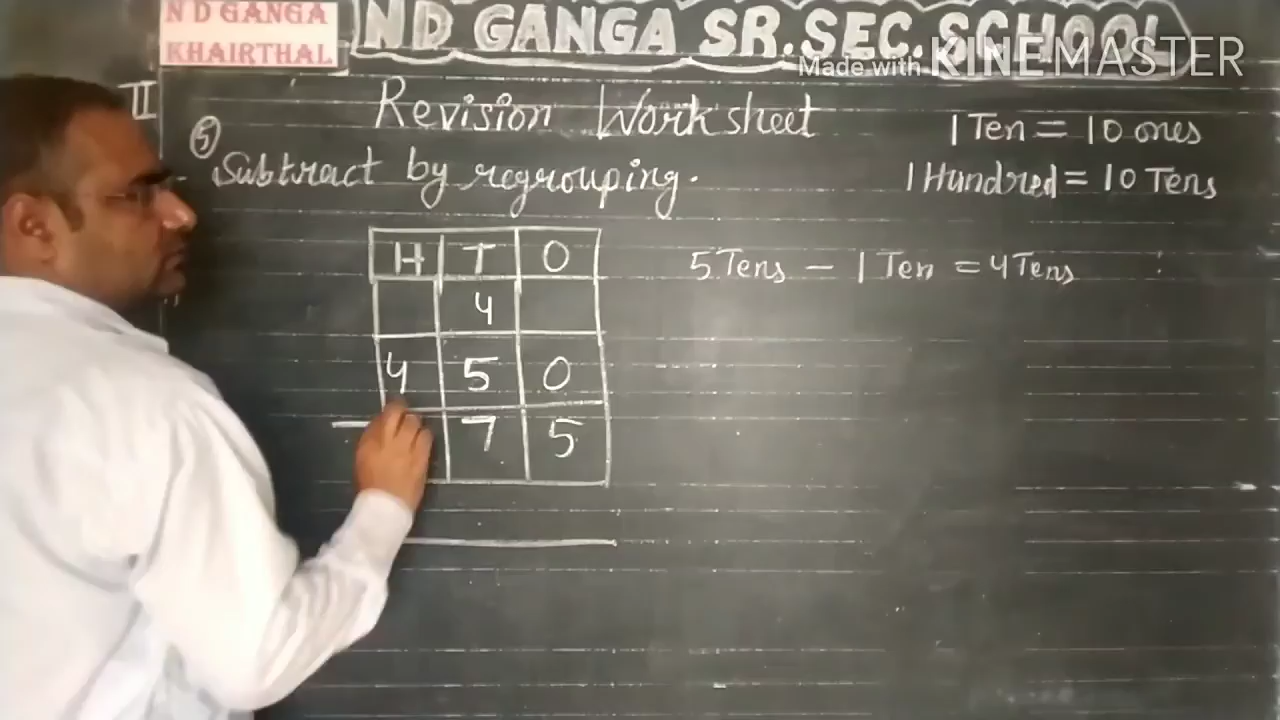 N D GANGA
KHAIRTHAL
N D GANGA SR. SEC. SCHOOL
Made with KINEMASTER
II
Revision Worksheet
1 Ten = 10 ones
⑤
Subtract by regrouping.
1 Hundred = 10 Tens
H T O
5 Tens - 1 Ten = 4 Tens
4
4 5 0
- 7 5